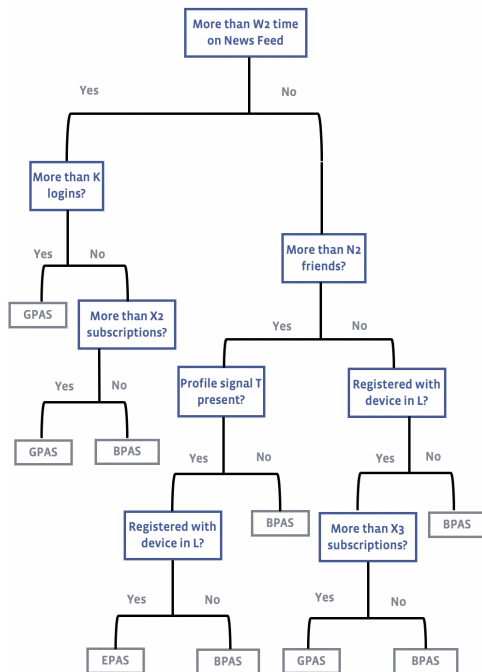 More than W2 time
on News Feed
Yes
No
More than K
logins?
Yes
No
More than N2
friends?
GPAS
More than X2
subscriptions?
Yes
No
Profile signal T
present?
Registered with
device in L?
Yes
No
GPAS
BPAS
Yes
No
Yes
No
Registered with
device in L?
BPAS
More than X3
subscriptions?
BPAS
Yes
No
Yes
No
EPAS
BPAS
GPAS
BPAS